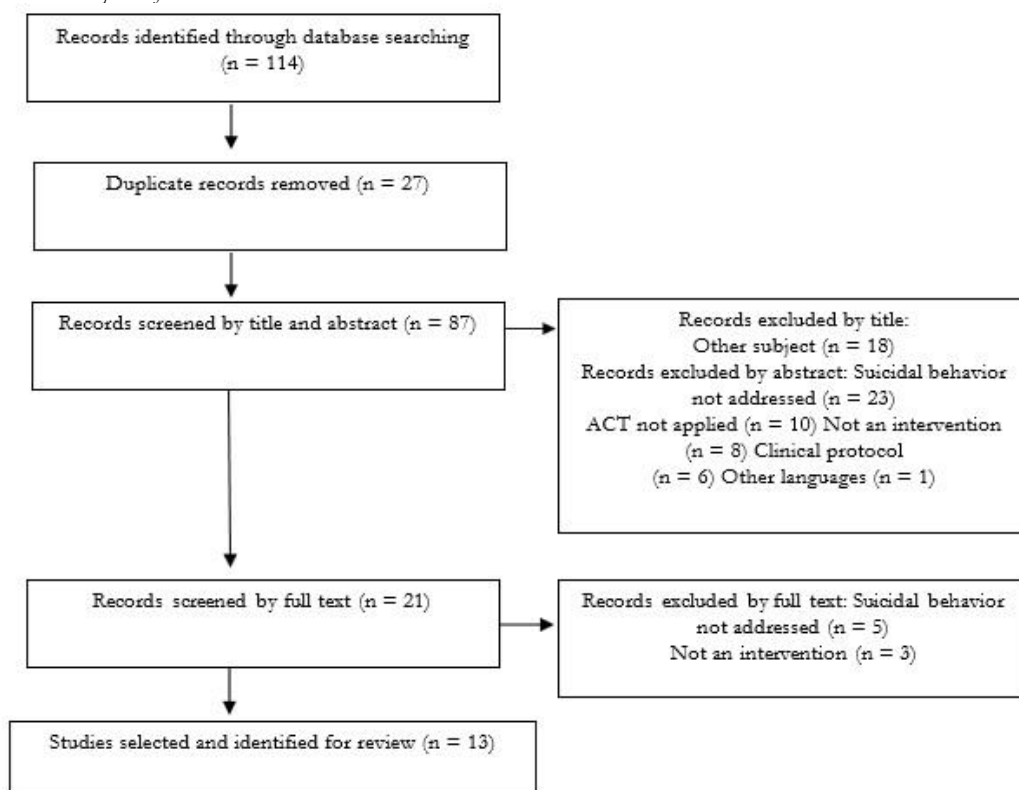 Records identified through database searching
(n = 114)
Duplicate records removed (n = 27)
Records screened by title and abstract (n = 87)
Records excluded by title:
Other subject (n = 18)
Records excluded by abstract: Suicidal behavior
not addressed (n = 23)
ACT not applied (n = 10) Not an intervention
(n = 8) Clinical protocol
(n = 6) Other languages (n = 1)
Records screened by full text (n = 21)
Records excluded by full text: Suicidal behavior
not addressed (n = 5)
Not an intervention (n = 3)
Studies selected and identified for review (n = 13)